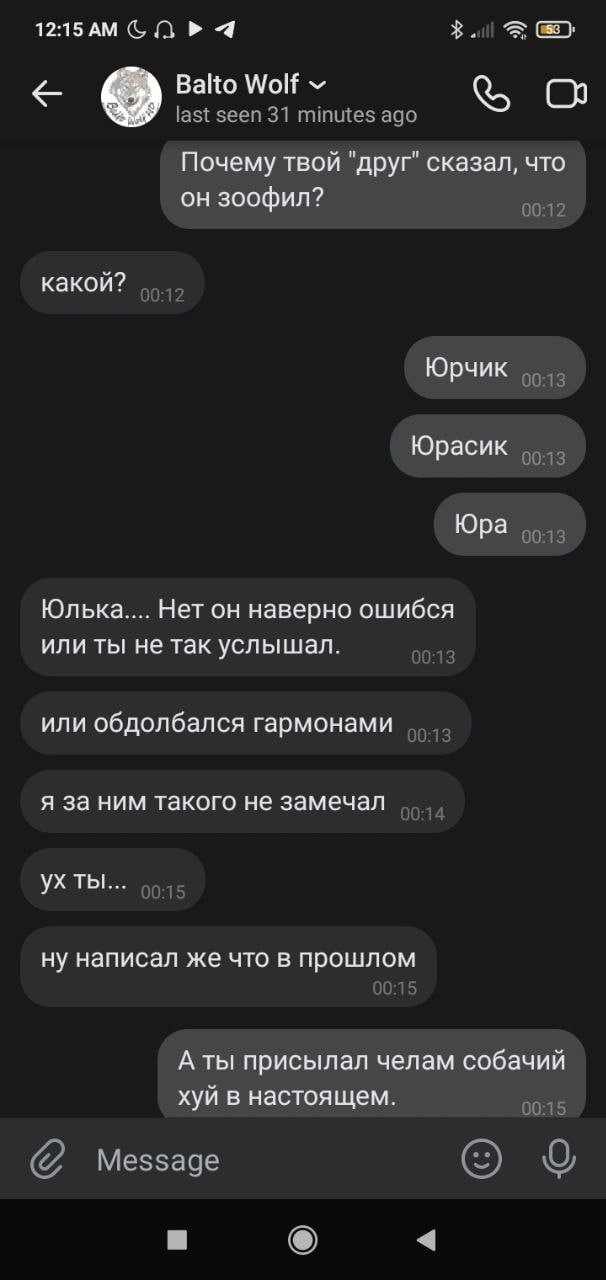 12:15 AM
53
Balto Wolf
last seen 31 minutes ago
Почему твой "друг" сказал, что
он зоофил?
00:12
какой?
00:12
Юрчик
00:13
Юрасик
00:13
Юра
00:13
Юлька.... Нет он наверно ошибся
или ты не так услышал.
00:13
или обдолбался гармонами
00:13
я за ним такого не замечал
00:14
ух ты...
00:15
ну написал же что в прошлом
00:15
А ты присылал челам собачий
хуй в настоящем.
00:15
Message